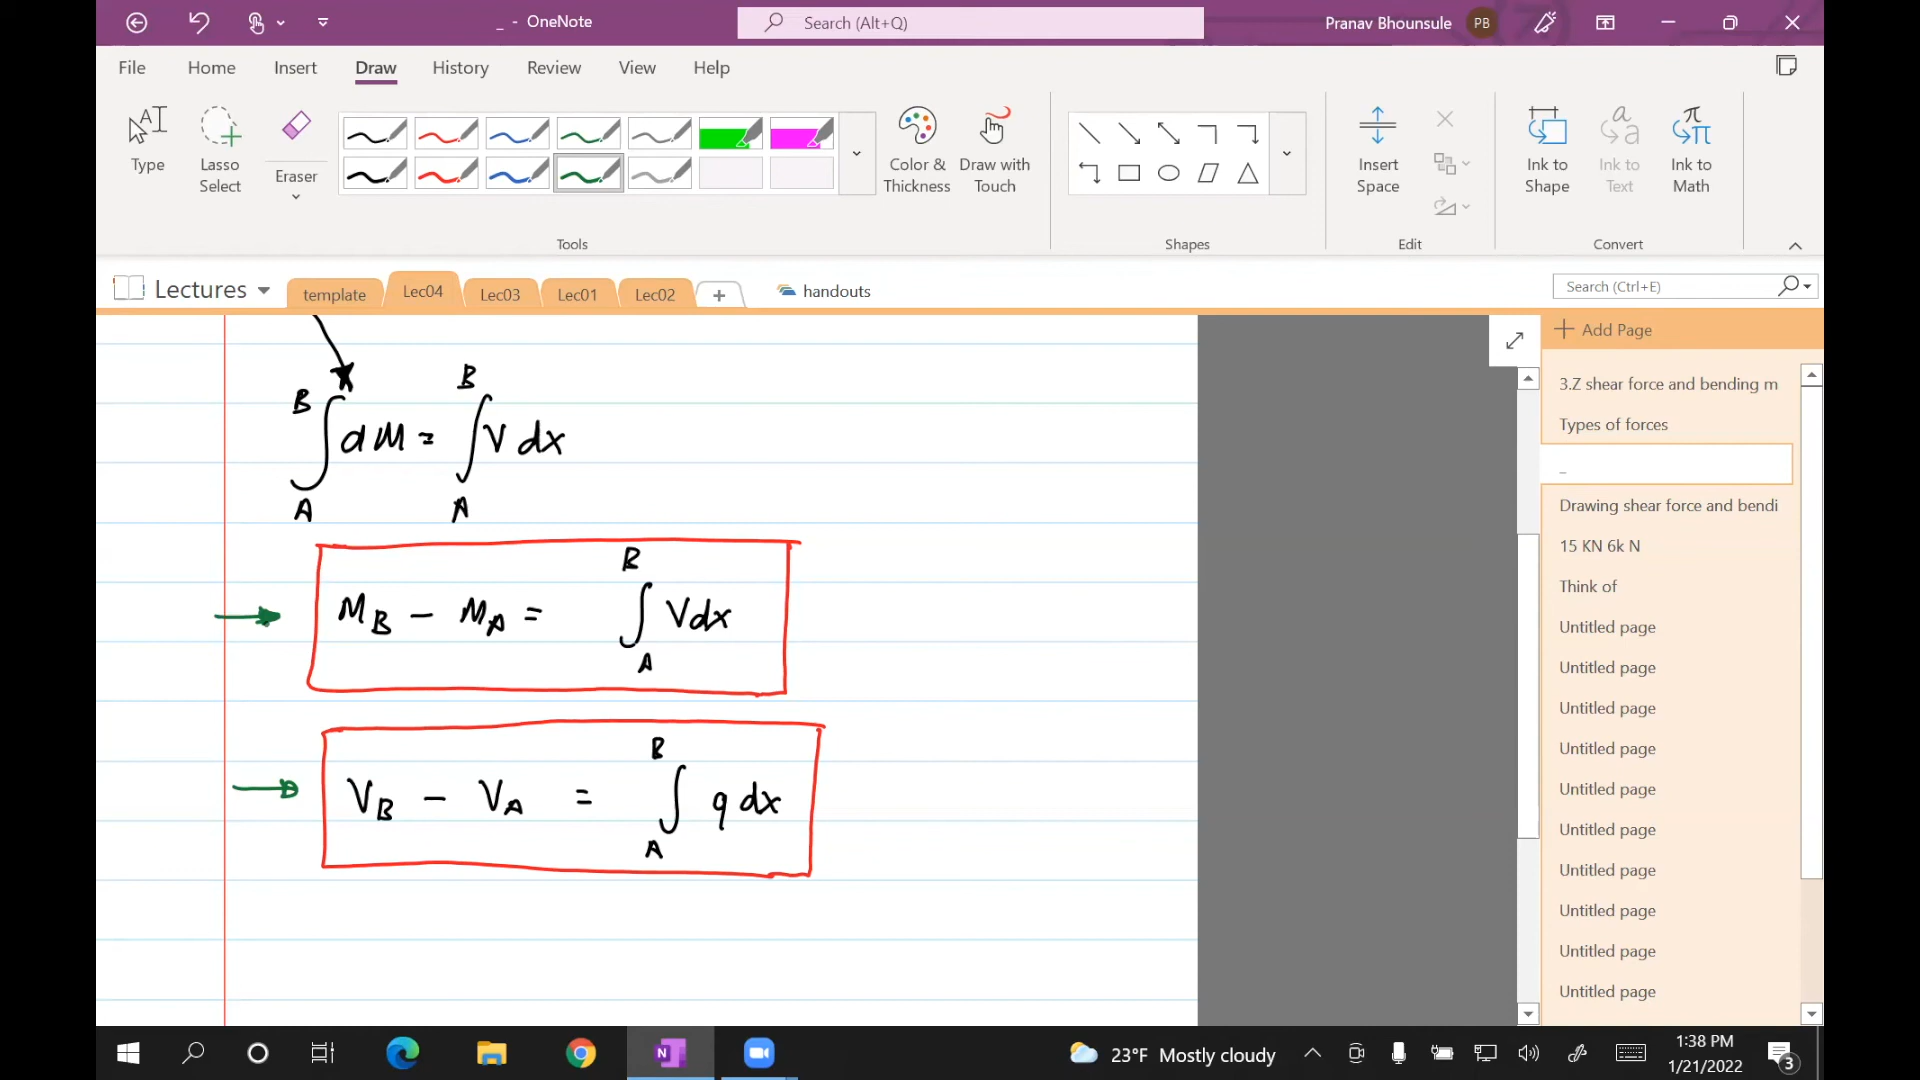 _ - OneNote
Search (Alt+Q)
Pranav Bhounsule PB
File Home Insert Draw History Review View Help
Type
Lasso Select
Eraser
Color & Thickness
Draw with Touch
Insert Space
Ink to Shape
Ink to Text
Ink to Math
Tools
Shapes
Edit
Convert
Lectures
template Lec04 Lec03 Lec01 Lec02 + handouts
Search (Ctrl+E)
Add Page
3.Z shear force and bending m
Types of forces
_
Drawing shear force and bendi
15 KN 6k N
Think of
Untitled page
Untitled page
Untitled page
Untitled page
Untitled page
Untitled page
Untitled page
Untitled page
Untitled page
Untitled page
B B
∫ dM = ∫ V dx
A A
B
M_B - M_A = ∫ Vdx
A
B
V_B - V_A = ∫ q dx
A
23°F Mostly cloudy
1:38 PM
1/21/2022
3